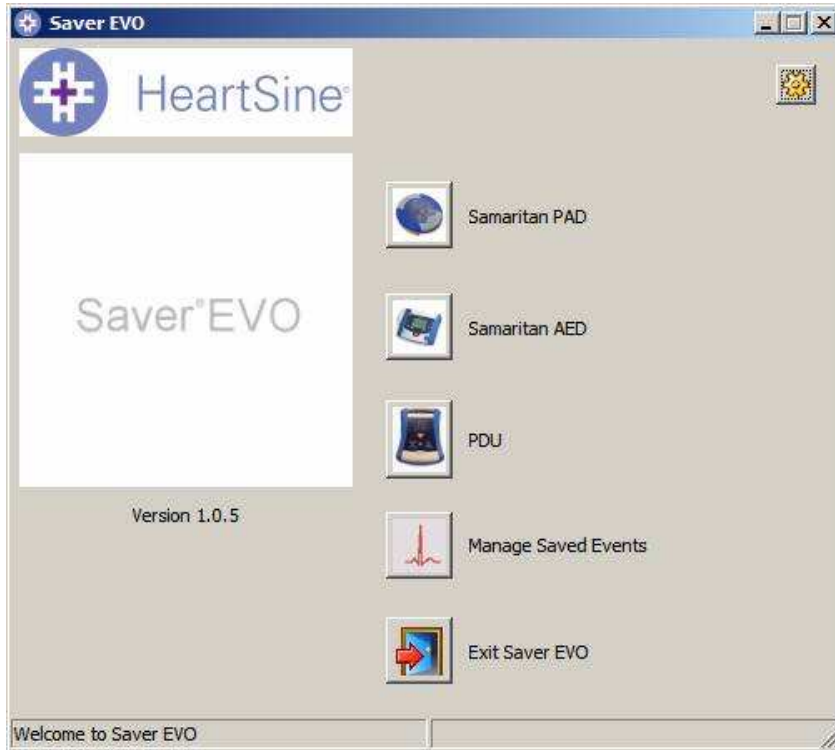 Saver EVO
HeartSine®
Saver®EVO
Version 1.0.5
Samaritan PAD
Samaritan AED
PDU
Manage Saved Events
Exit Saver EVO
Welcome to Saver EVO